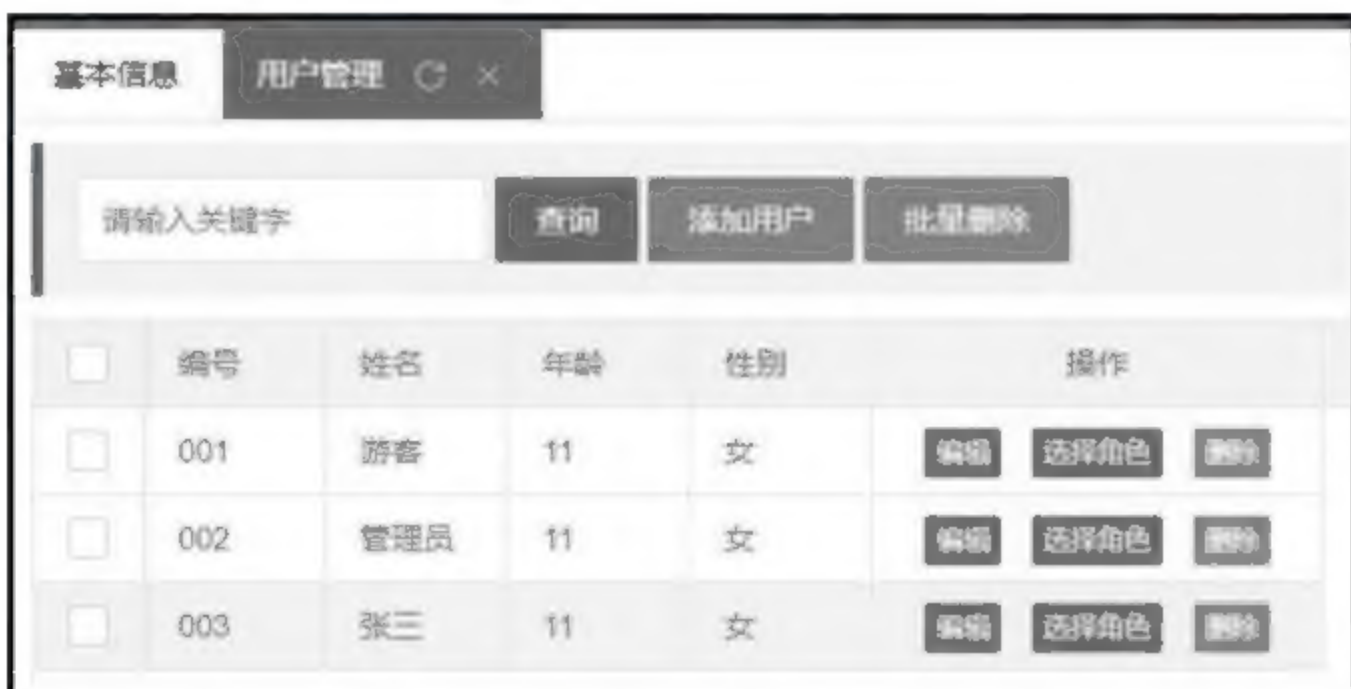 基本信息 用户管理
请输入关键字 查询 添加用户 批量删除
编号 姓名 年龄 性别 操作
001 游客 11 女 编辑 选择角色 删除
002 管理员 11 女 编辑 选择角色 删除
003 张三 11 女 编辑 选择角色 删除